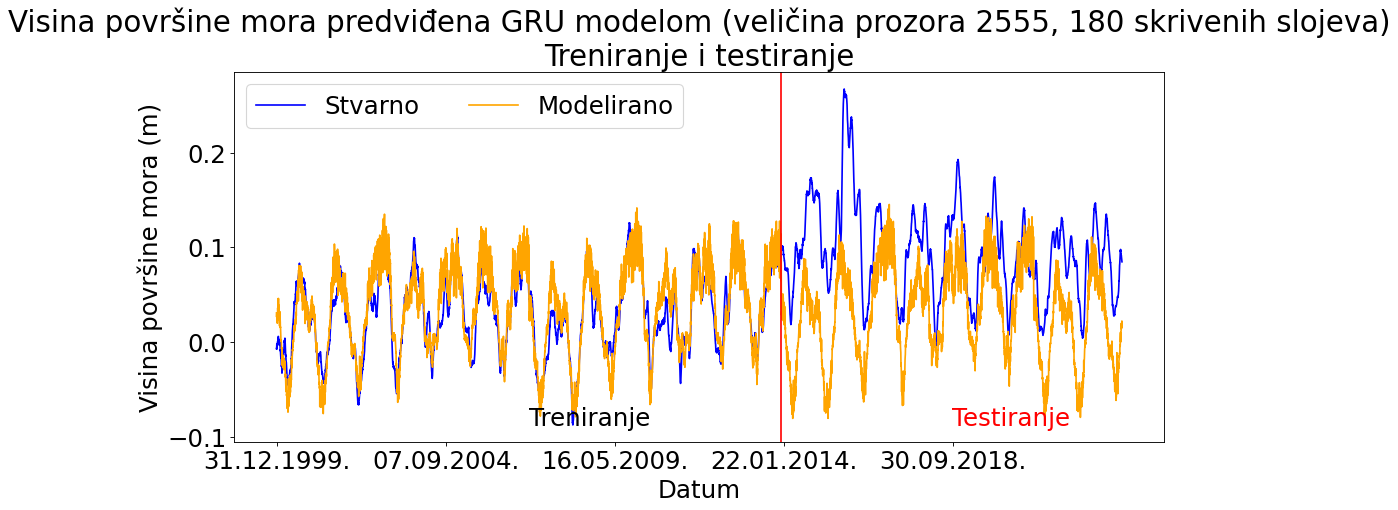 Visina površine mora predviđena GRU modelom (veličina prozora 2555, 180 skrivenih slojeva)
Treniranje i testiranje
Stvarno
Modelirano
Visina površine mora (m)
0.2
0.1
0.0
−0.1
Treniranje
Testiranje
31.12.1999.
07.09.2004.
16.05.2009.
22.01.2014.
30.09.2018.
Datum